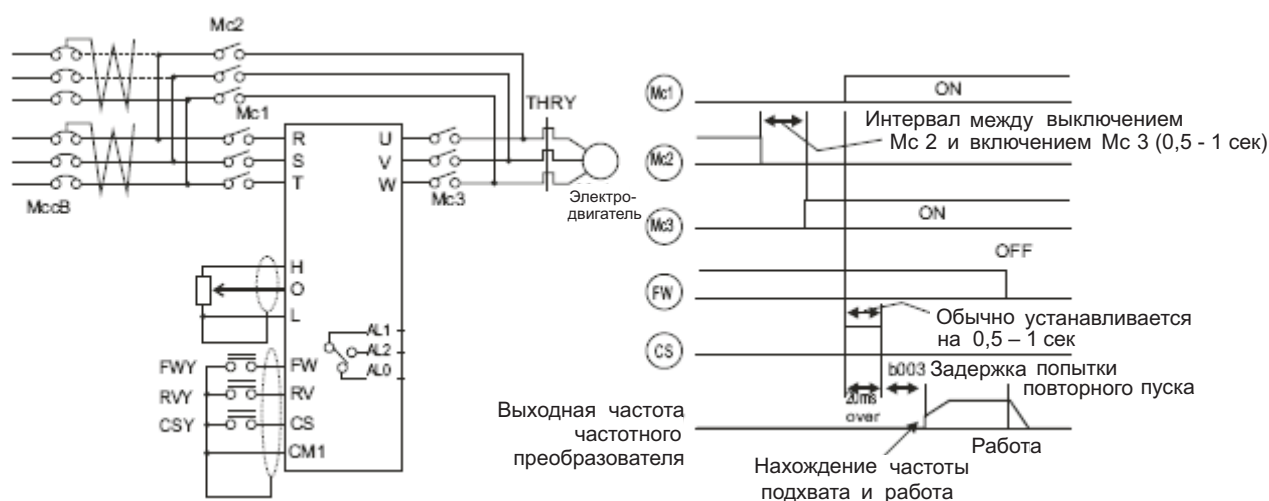 Mc2
Mc1
THRY
R
S
T
U
V
W
MccB
Mc3
Электро-
двигатель
H
O
L
AL1
AL2
AL0
FWY
FW
RVY
RV
CSY
CS
CM1
Mc1
ON
Интервал между выключением
Мс 2 и включением Мс 3 (0,5 - 1 сек)
Mc2
Mc3
ON
OFF
FW
Обычно устанавливается
на 0,5 – 1 сек
CS
b003 Задержка попытки
повторного пуска
20ms
over
Выходная частота
частотного
преобразователя
Работа
Нахождение частоты
подхвата и работа